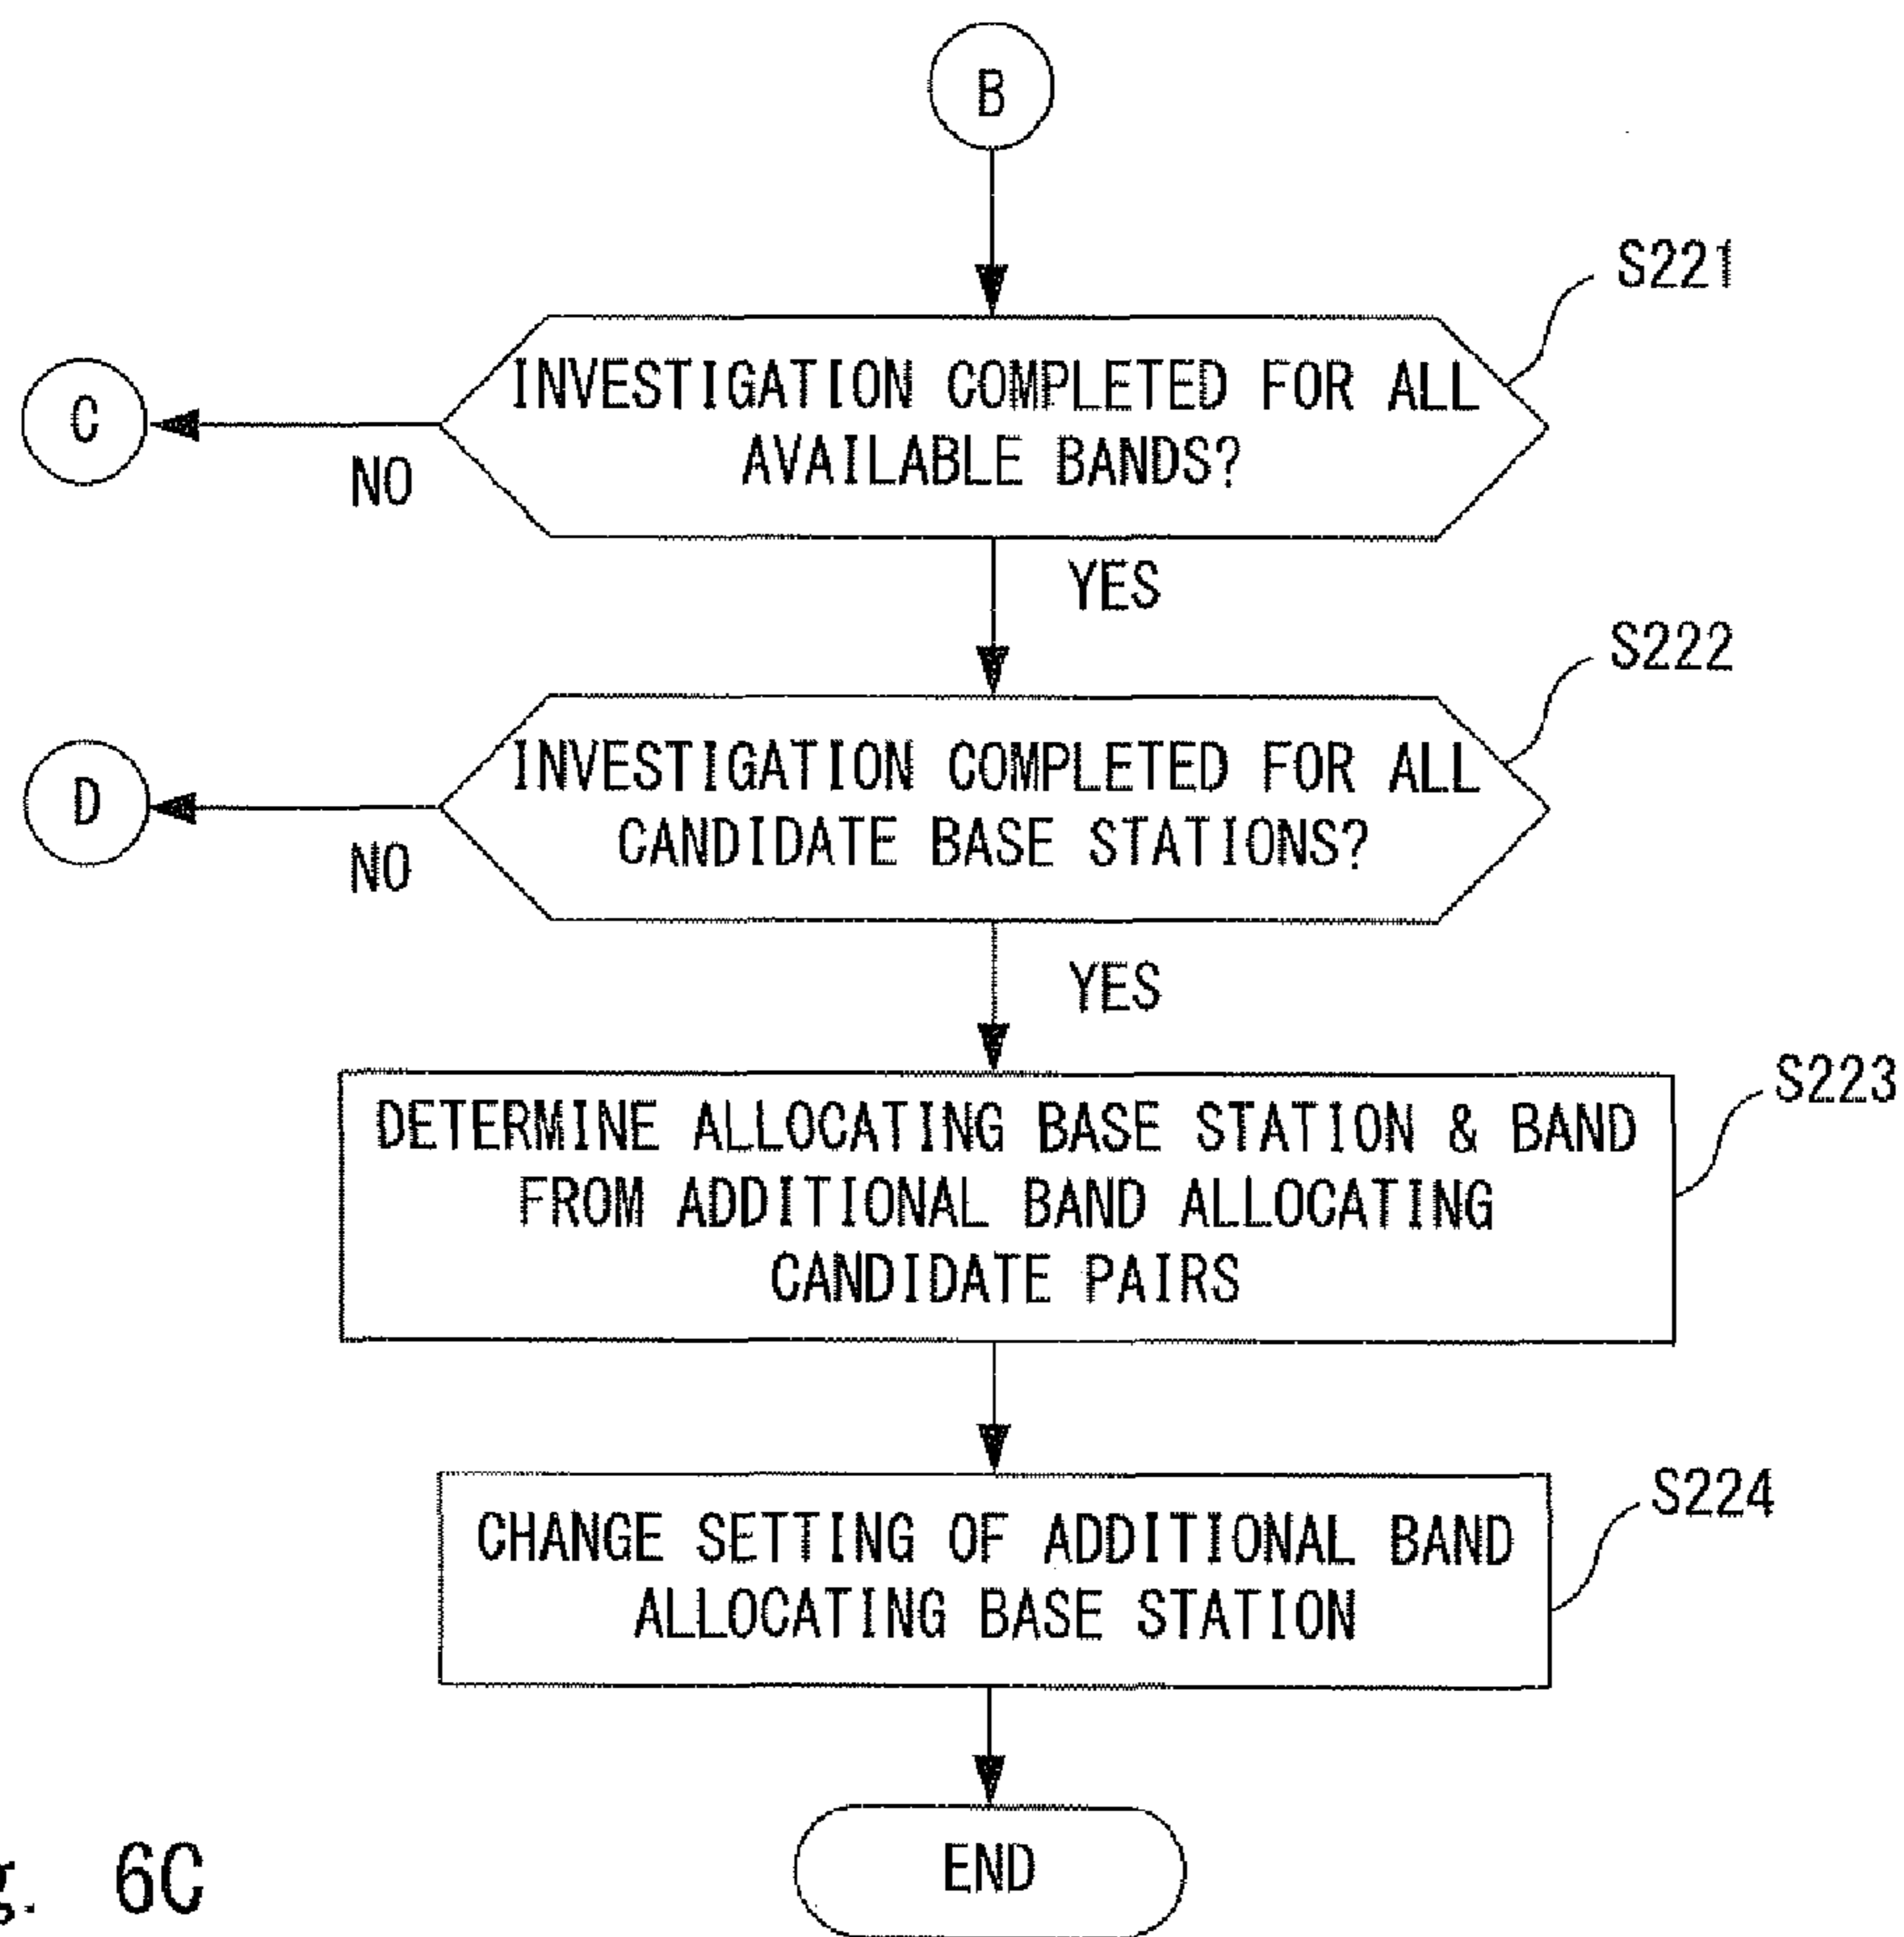 B
S221
INVESTIGATION COMPLETED FOR ALL
AVAILABLE BANDS?
C
NO
YES
S222
INVESTIGATION COMPLETED FOR ALL
CANDIDATE BASE STATIONS?
D
NO
YES
S223
DETERMINE ALLOCATING BASE STATION & BAND
FROM ADDITIONAL BAND ALLOCATING
CANDIDATE PAIRS
S224
CHANGE SETTING OF ADDITIONAL BAND
ALLOCATING BASE STATION
END
g. 6C